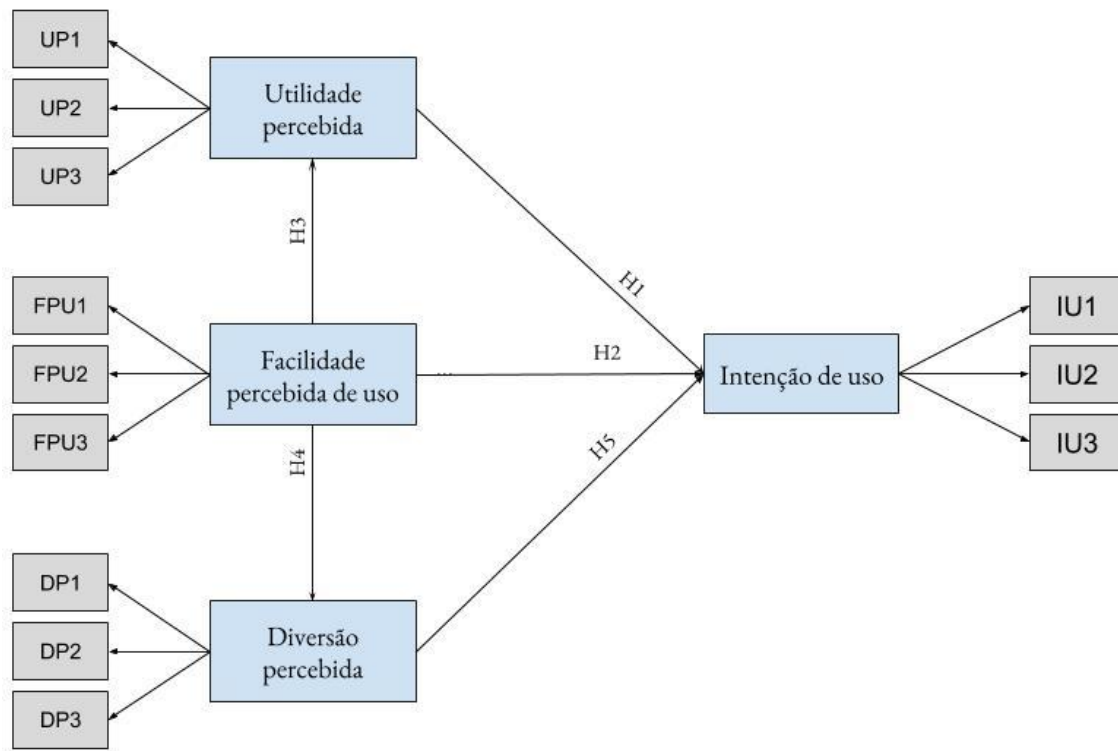 UP1
UP2
UP3
Utilidade
percebida
H3
H1
FPU1
FPU2
FPU3
Facilidade
percebida de uso
...
H2
Intenção de uso
IU1
IU2
IU3
H4
H5
DP1
DP2
DP3
Diversão
percebida